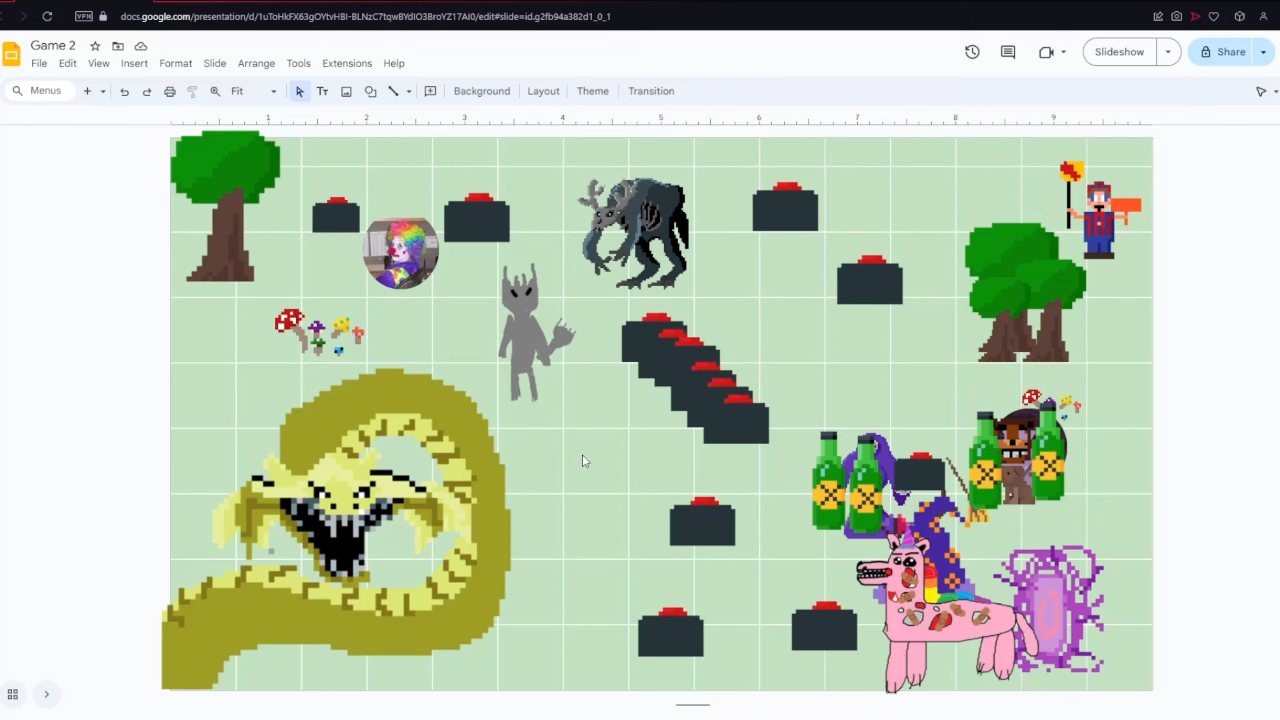 VPN docs.google.com/presentation/d/1uToHkFX63gOYtvHBI-BLNzC7tqwBYdIO3BroYZ17AI0/edit#slide=id.g2fb94a382d1_0_1
Game 2
File Edit View Insert Format Slide Arrange Tools Extensions Help
Slideshow
Share
Menus
Fit
Background Layout Theme Transition
1 2 3 4 5 6 7 8 9